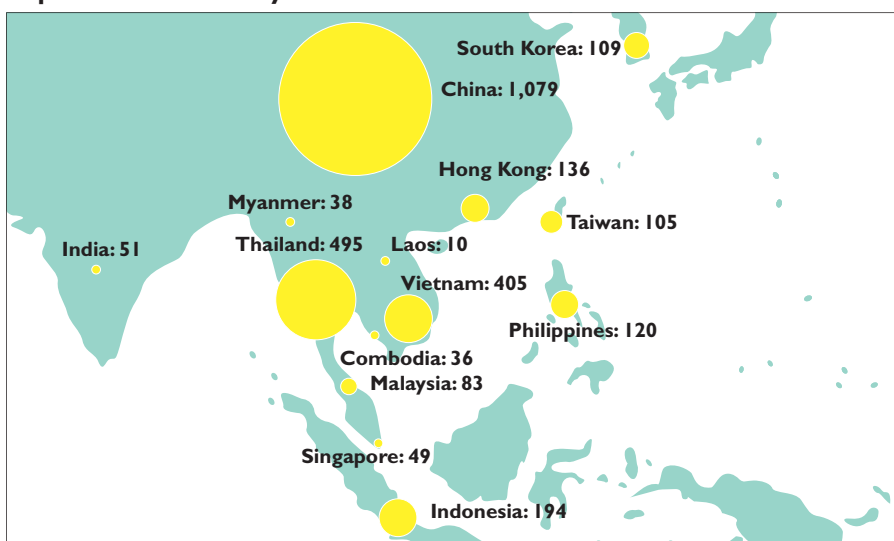 South Korea: 109
China: 1,079
Hong Kong: 136
Myanmer: 38
Taiwan: 105
Thailand: 495
Laos: 10
India: 51
Vietnam: 405
Philippines: 120
Combodia: 36
Malaysia: 83
Singapore: 49
Indonesia: 194